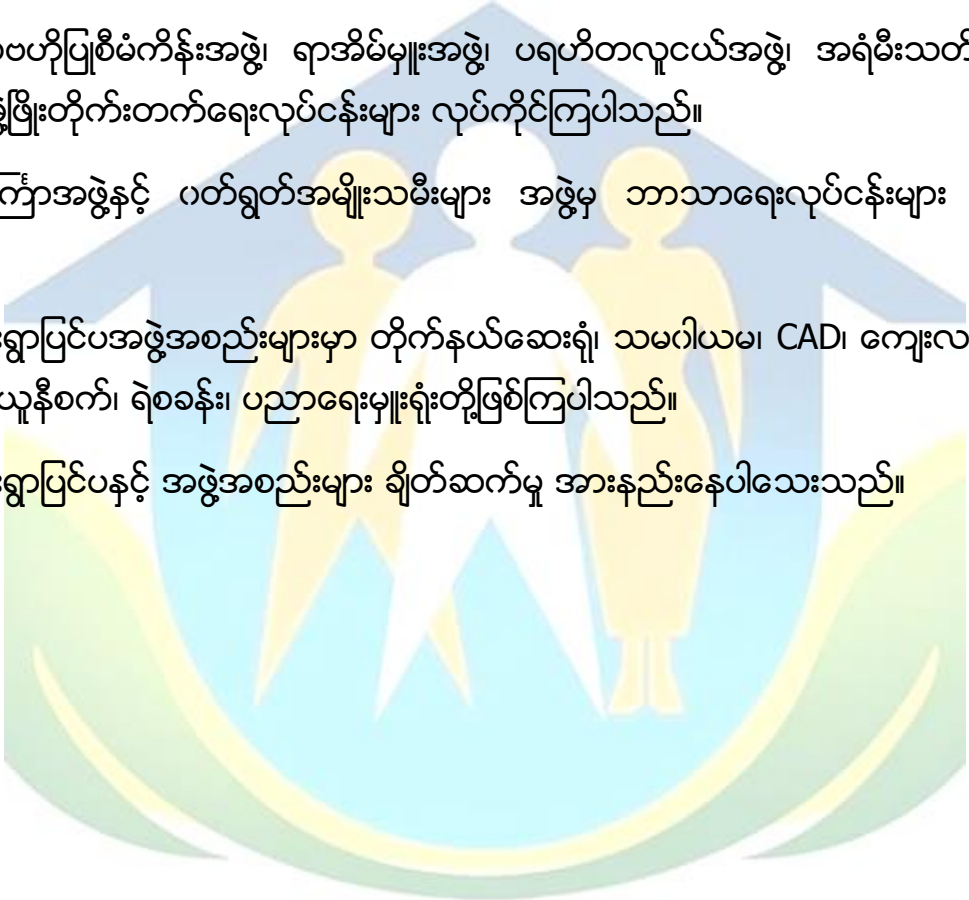 ဗဟိုပြုစီမံကိန်းအဖွဲ့၊ ရာအိမ်မှူးအဖွဲ့၊ ပရဟိတလူငယ်အဖွဲ့၊ အရံမီးသတ်
ဖွံ့ဖြိုးတိုက်းတက်ရေးလုပ်ငန်းများ လုပ်ကိုင်ကြပါသည်။
င်္ကြာအဖွဲ့နှင့် ဝတ်ရွတ်အမျိုးသမီးများ အဖွဲ့မှ ဘာသာရေးလုပ်ငန်းများ
ရွာပြင်ပအဖွဲ့အစည်းများမှာ တိုက်နယ်ဆေးရုံ၊ သမဂါယမ၊ CAD၊ ကျေးလ
ယူနီစက်၊ ရဲစခန်း၊ ပညာရေးမှူးရုံးတို့ဖြစ်ကြပါသည်။
ရွာပြင်ပနှင့် အဖွဲ့အစည်းများ ချိတ်ဆက်မှု အားနည်းနေပါသေးသည်။